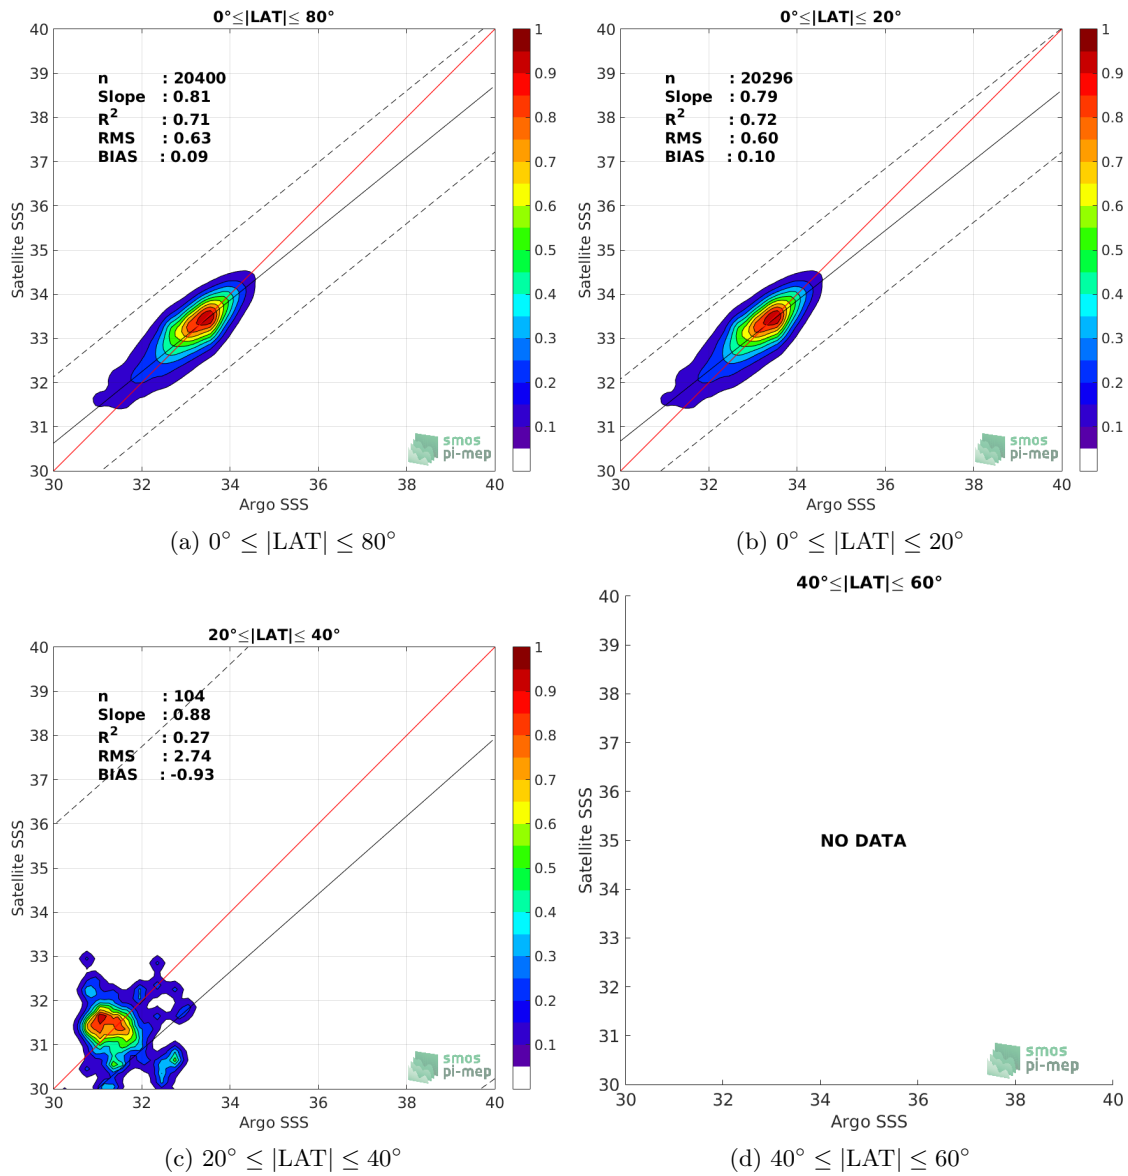 0°≤|LAT|≤ 80°
n : 20400
Slope : 0.81
R² : 0.71
RMS : 0.63
BIAS : 0.09
Satellite SSS
40
39
38
37
36
35
34
33
32
31
30
30 32 34 36 38 40
Argo SSS
1
0.9
0.8
0.7
0.6
0.5
0.4
0.3
0.2
0.1
smos
pi-mep
(a) 0° ≤ |LAT| ≤ 80°
0°≤|LAT|≤ 20°
n : 20296
Slope : 0.79
R² : 0.72
RMS : 0.60
BIAS : 0.10
Satellite SSS
40
39
38
37
36
35
34
33
32
31
30
30 32 34 36 38 40
Argo SSS
1
0.9
0.8
0.7
0.6
0.5
0.4
0.3
0.2
0.1
smos
pi-mep
(b) 0° ≤ |LAT| ≤ 20°
20°≤|LAT|≤ 40°
n : 104
Slope : 0.88
R² : 0.27
RMS : 2.74
BIAS : -0.93
Satellite SSS
40
39
38
37
36
35
34
33
32
31
30
30 32 34 36 38 40
Argo SSS
1
0.9
0.8
0.7
0.6
0.5
0.4
0.3
0.2
0.1
smos
pi-mep
(c) 20° ≤ |LAT| ≤ 40°
40°≤|LAT|≤ 60°
NO DATA
Satellite SSS
40
39
38
37
36
35
34
33
32
31
30
30 32 34 36 38 40
Argo SSS
smos
pi-mep
(d) 40° ≤ |LAT| ≤ 60°